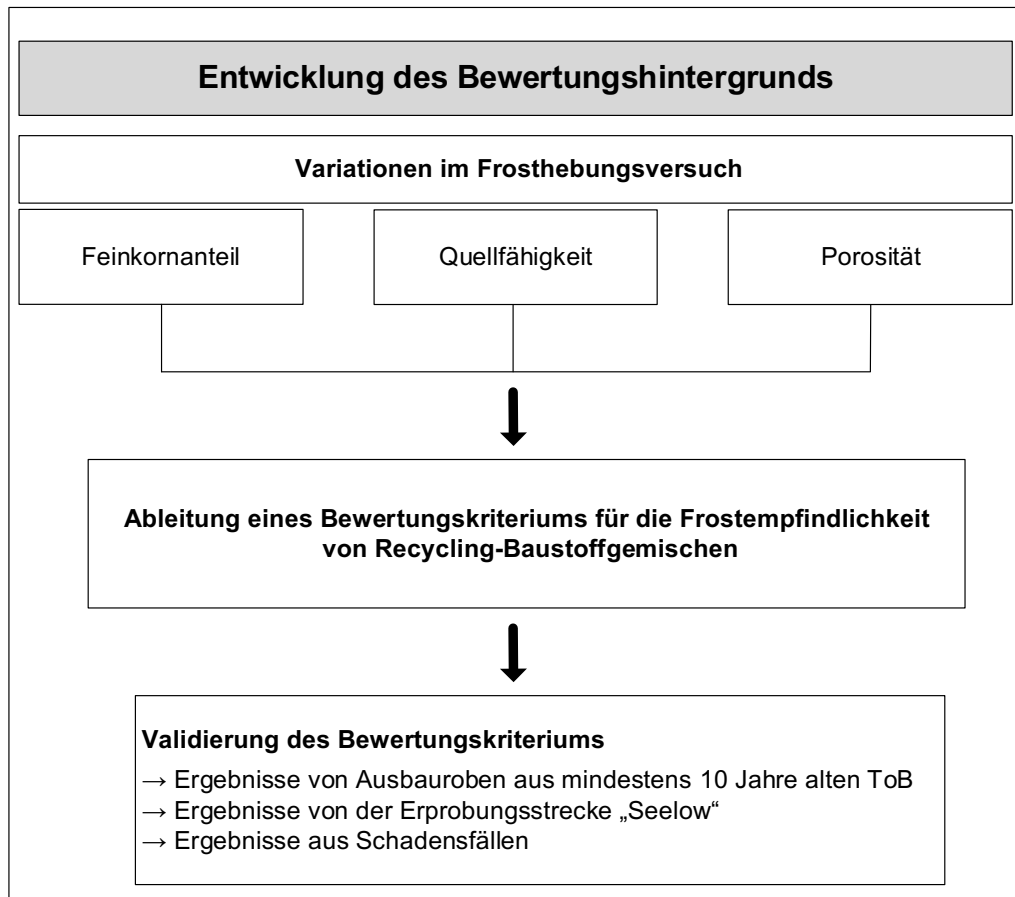 Entwicklung des Bewertungshintergrunds
Variationen im Frosthebungsversuch
Feinkornanteil
Quellfähigkeit
Porosität
Ableitung eines Bewertungskriteriums für die Frostempfindlichkeit
von Recycling-Baustoffgemischen
Validierung des Bewertungskriteriums
→ Ergebnisse von Ausbauroben aus mindestens 10 Jahre alten ToB
→ Ergebnisse von der Erprobungsstrecke „Seelow“
→ Ergebnisse aus Schadensfällen